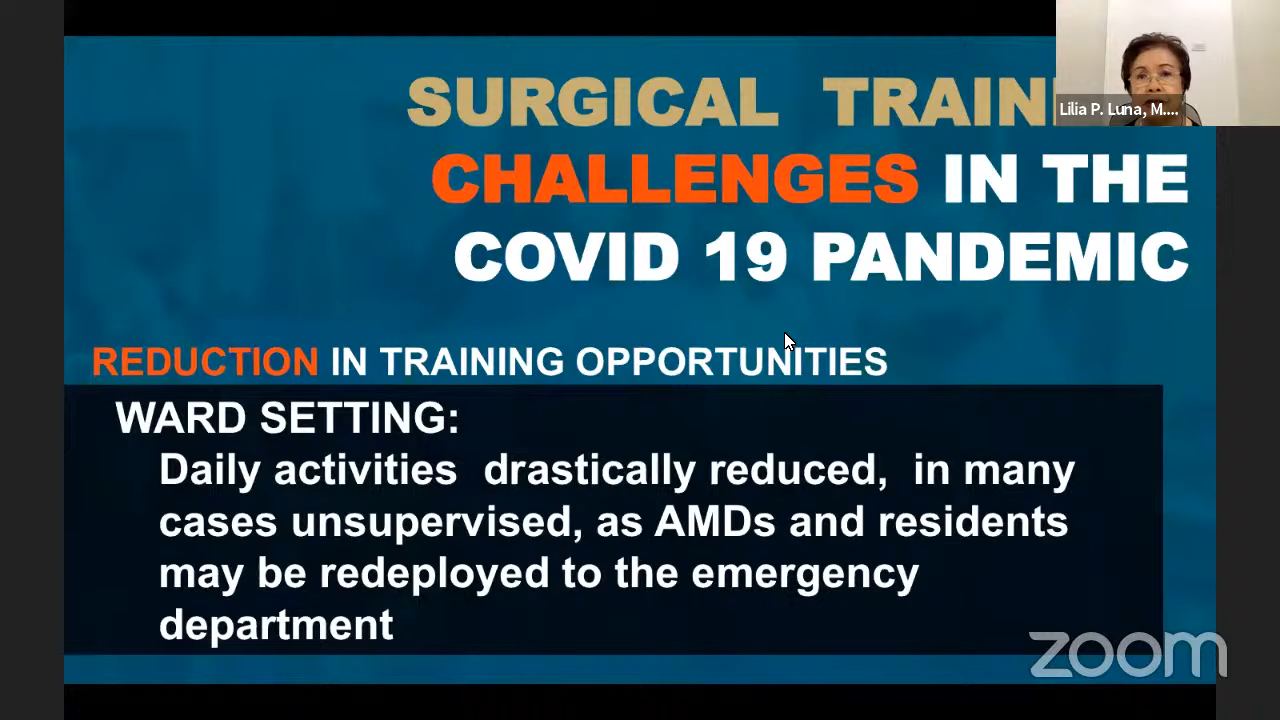 SURGICAL TRAIN
Lilia P. Luna, M....
CHALLENGES IN THE
COVID 19 PANDEMIC
REDUCTION IN TRAINING OPPORTUNITIES
WARD SETTING:
Daily activities drastically reduced, in many
cases unsupervised, as AMDs and residents
may be redeployed to the emergency
department
zoom